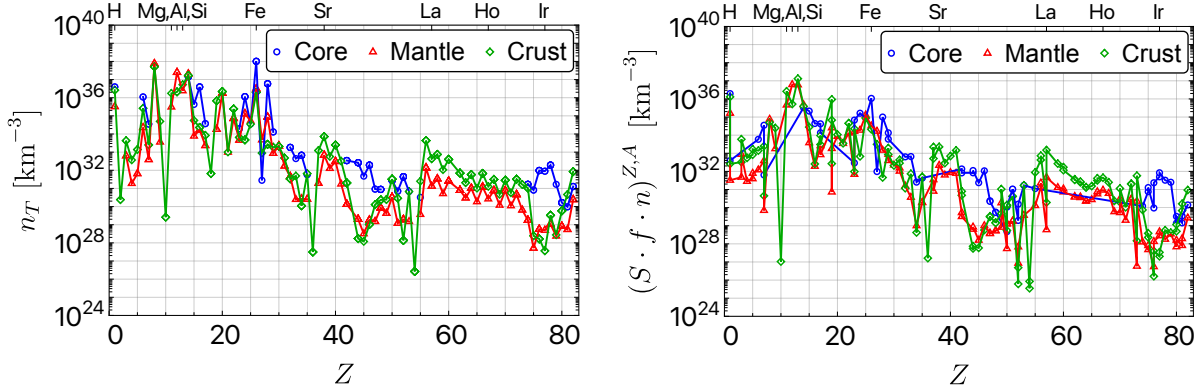 H Mg,Al,Si Fe Sr La Ho Ir
10^40
10^36
10^32
10^28
10^24
n_T [km^−3]
Core Mantle Crust
0 20 40 60 80
Z
H Mg,Al,Si Fe Sr La Ho Ir
10^40
10^36
10^32
10^28
10^24
(S · f · n)^{Z,A} [km^−3]
Core Mantle Crust
0 20 40 60 80
Z